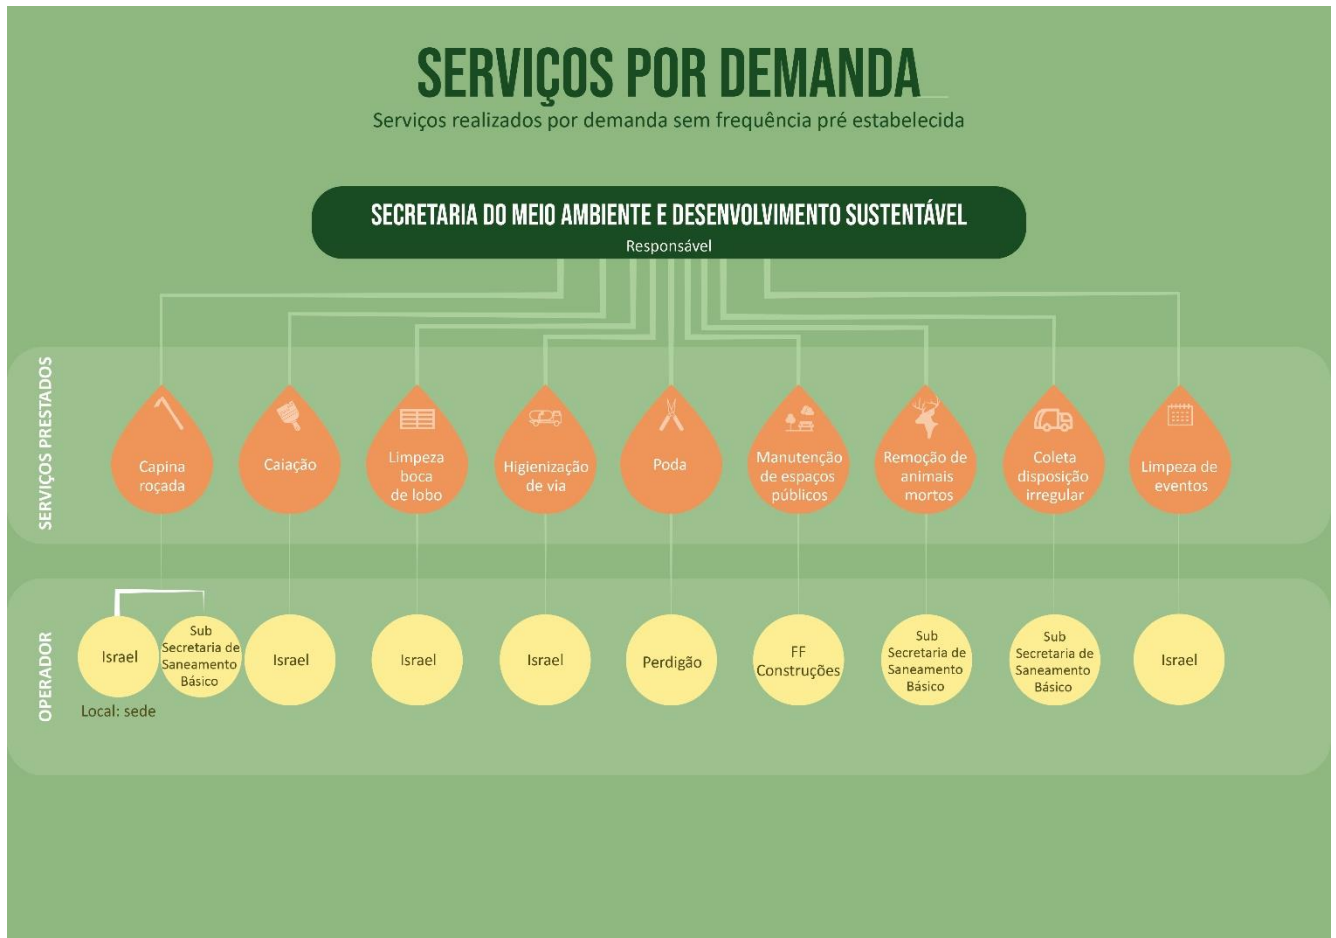 SERVIÇOS POR DEMANDA
Serviços realizados por demanda sem frequência pré estabelecida
SECRETARIA DO MEIO AMBIENTE E DESENVOLVIMENTO SUSTENTÁVEL
Responsável
SERVIÇOS PRESTADOS
Capina
roçada
Caiação
Limpeza
boca
de lobo
Higienização
de via
Poda
Manutenção
de espaços
públicos
Remoção de
animais
mortos
Coleta
disposição
irregular
Limpeza de
eventos
OPERADOR
Israel
Local: sede
Sub
Secretaria de
Saneamento
Básico
Israel
Israel
Israel
Perdigão
FF
Construções
Sub
Secretaria de
Saneamento
Básico
Sub
Secretaria de
Saneamento
Básico
Israel